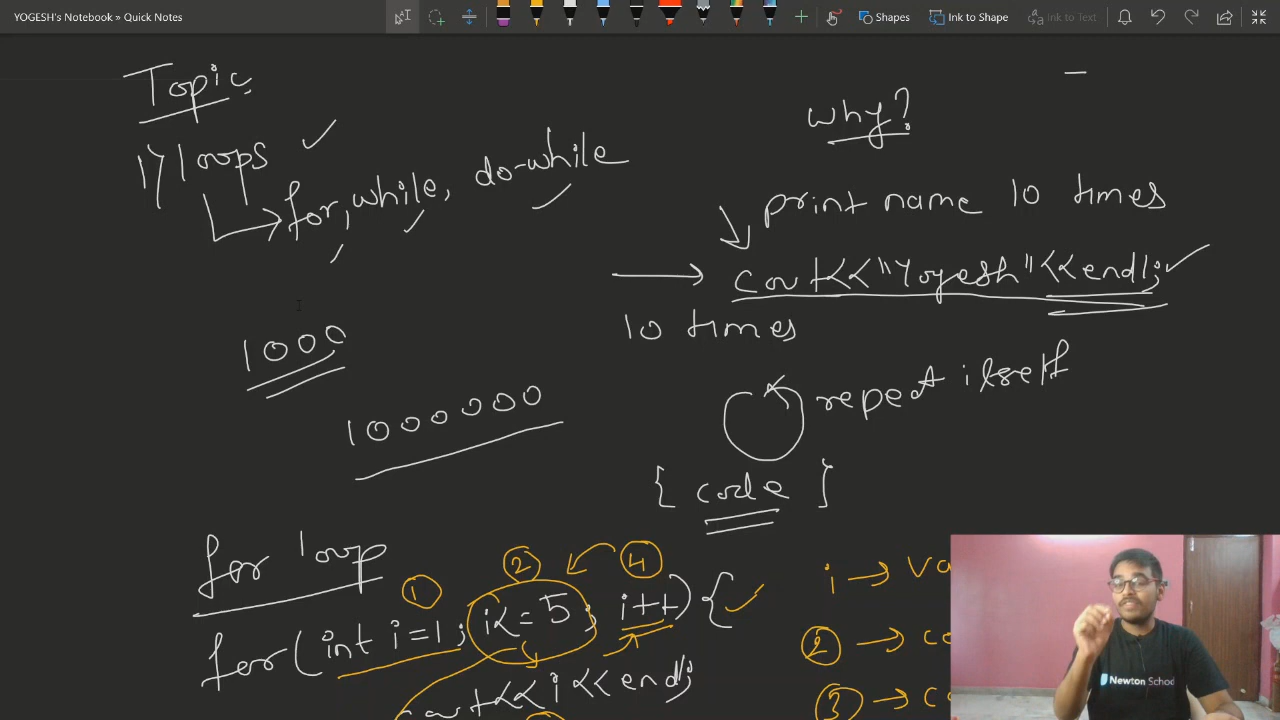 YOGESH's Notebook » Quick Notes
Shapes
Ink to Shape
Ink to Text
Topic
1} loops
for, while, do-while
1000
1000000
why?
print name 10 times
cout<<"Yogesh"<<endl;
10 times
repeat itself
{ code }
for loop
① ② ④
for(int i=1; i<=5; i++) {
cout<<i<<endl;
i → va
② → co
③ → co
Newton School